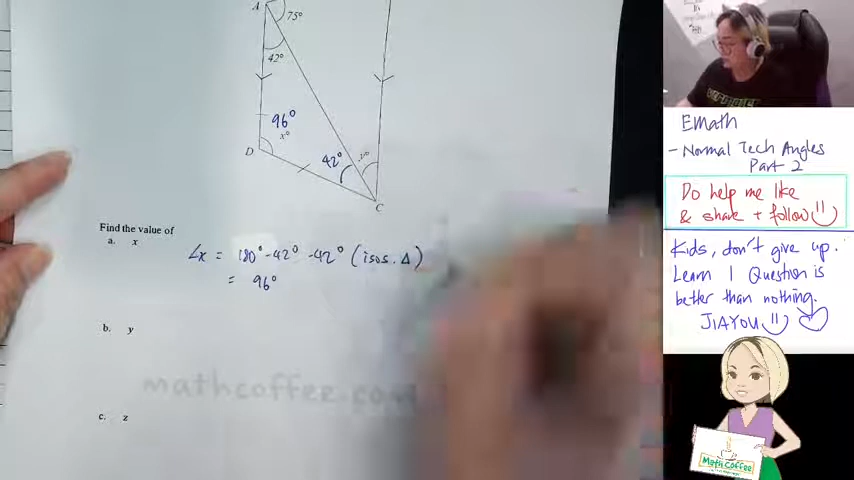 A
75°
42°
96°
x°
D
42°
y°
C
Find the value of
a. x
∠x = 180° - 42° - 42° (isos. Δ)
= 96°
b. y
mathcoffee.com
c. z
EMath
- Normal Tech Angles
Part 2
Do help me like
& share + follow
Kids, don't give up.
Learn 1 Question is
better than nothing.
JIAYOU
Math Coffee